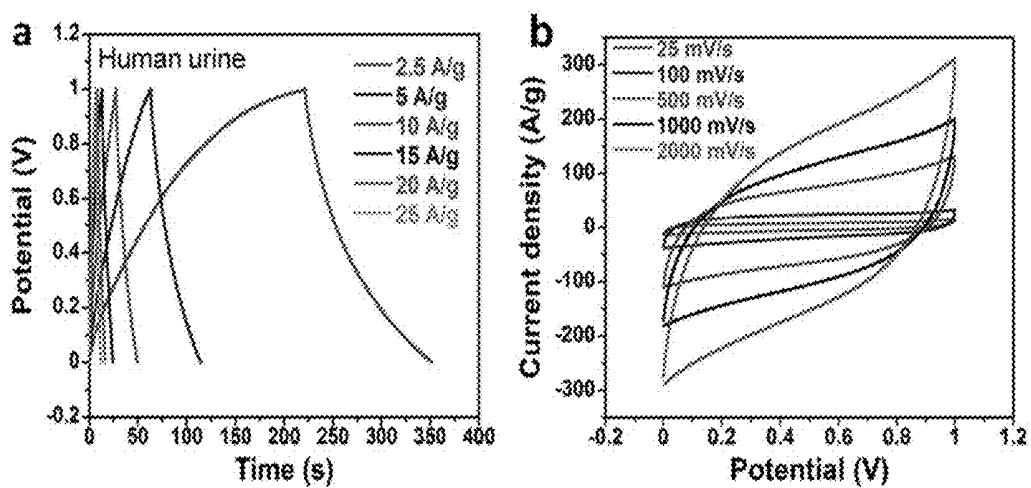 a
1.2
1.0
0.8
0.6
0.4
0.2
0
-0.2
Potential (V)
Human urine
2.5 A/g
5 A/g
10 A/g
15 A/g
20 A/g
25 A/g
0 50 100 150 200 250 300 350 400
Time (s)
b
300
200
100
0
-100
-200
-300
Current density (A/g)
25 mV/s
100 mV/s
500 mV/s
1000 mV/s
2000 mV/s
-0.2 0 0.2 0.4 0.6 0.8 1 1.2
Potential (V)